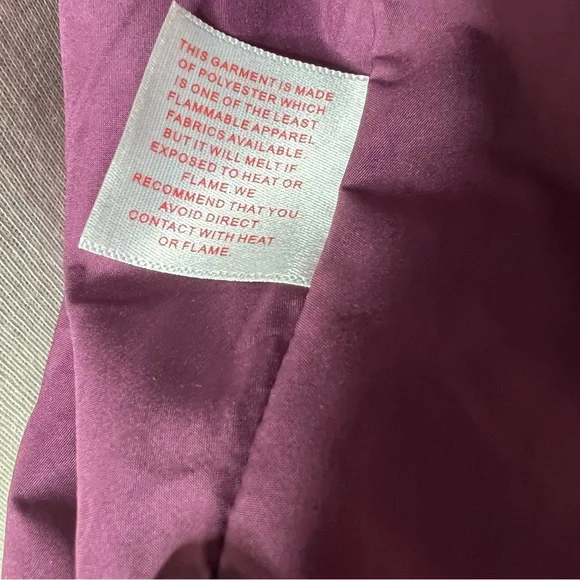 THIS GARMENT IS MADE
OF POLYESTER WHICH
IS ONE OF THE LEAST
FLAMMABLE APPAREL
FABRICS AVAILABLE.
BUT IT WILL MELT IF
EXPOSED TO HEAT OR
FLAME. WE
RECOMMEND THAT YOU
AVOID DIRECT
CONTACT WITH HEAT
OR FLAME.